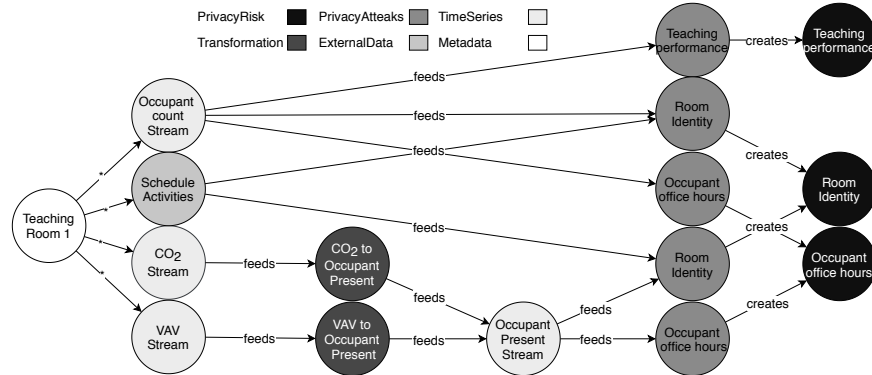 PrivacyRisk
PrivacyAtteaks
TimeSeries
Transformation
ExternalData
Metadata
Teaching
performance
creates
Teaching
performance
feeds
Occupant
count
Stream
feeds
Room
Identity
feeds
creates
Schedule
Activities
Occupant
office hours
Room
Identity
*
*
*
*
Teaching
Room 1
creates
CO2
Stream
feeds
CO2 to
Occupant
Present
feeds
feeds
Room
Identity
Occupant
office hours
feeds
creates
VAV
Stream
feeds
VAV to
Occupant
Present
feeds
Occupant
Present
Stream
feeds
Occupant
office hours